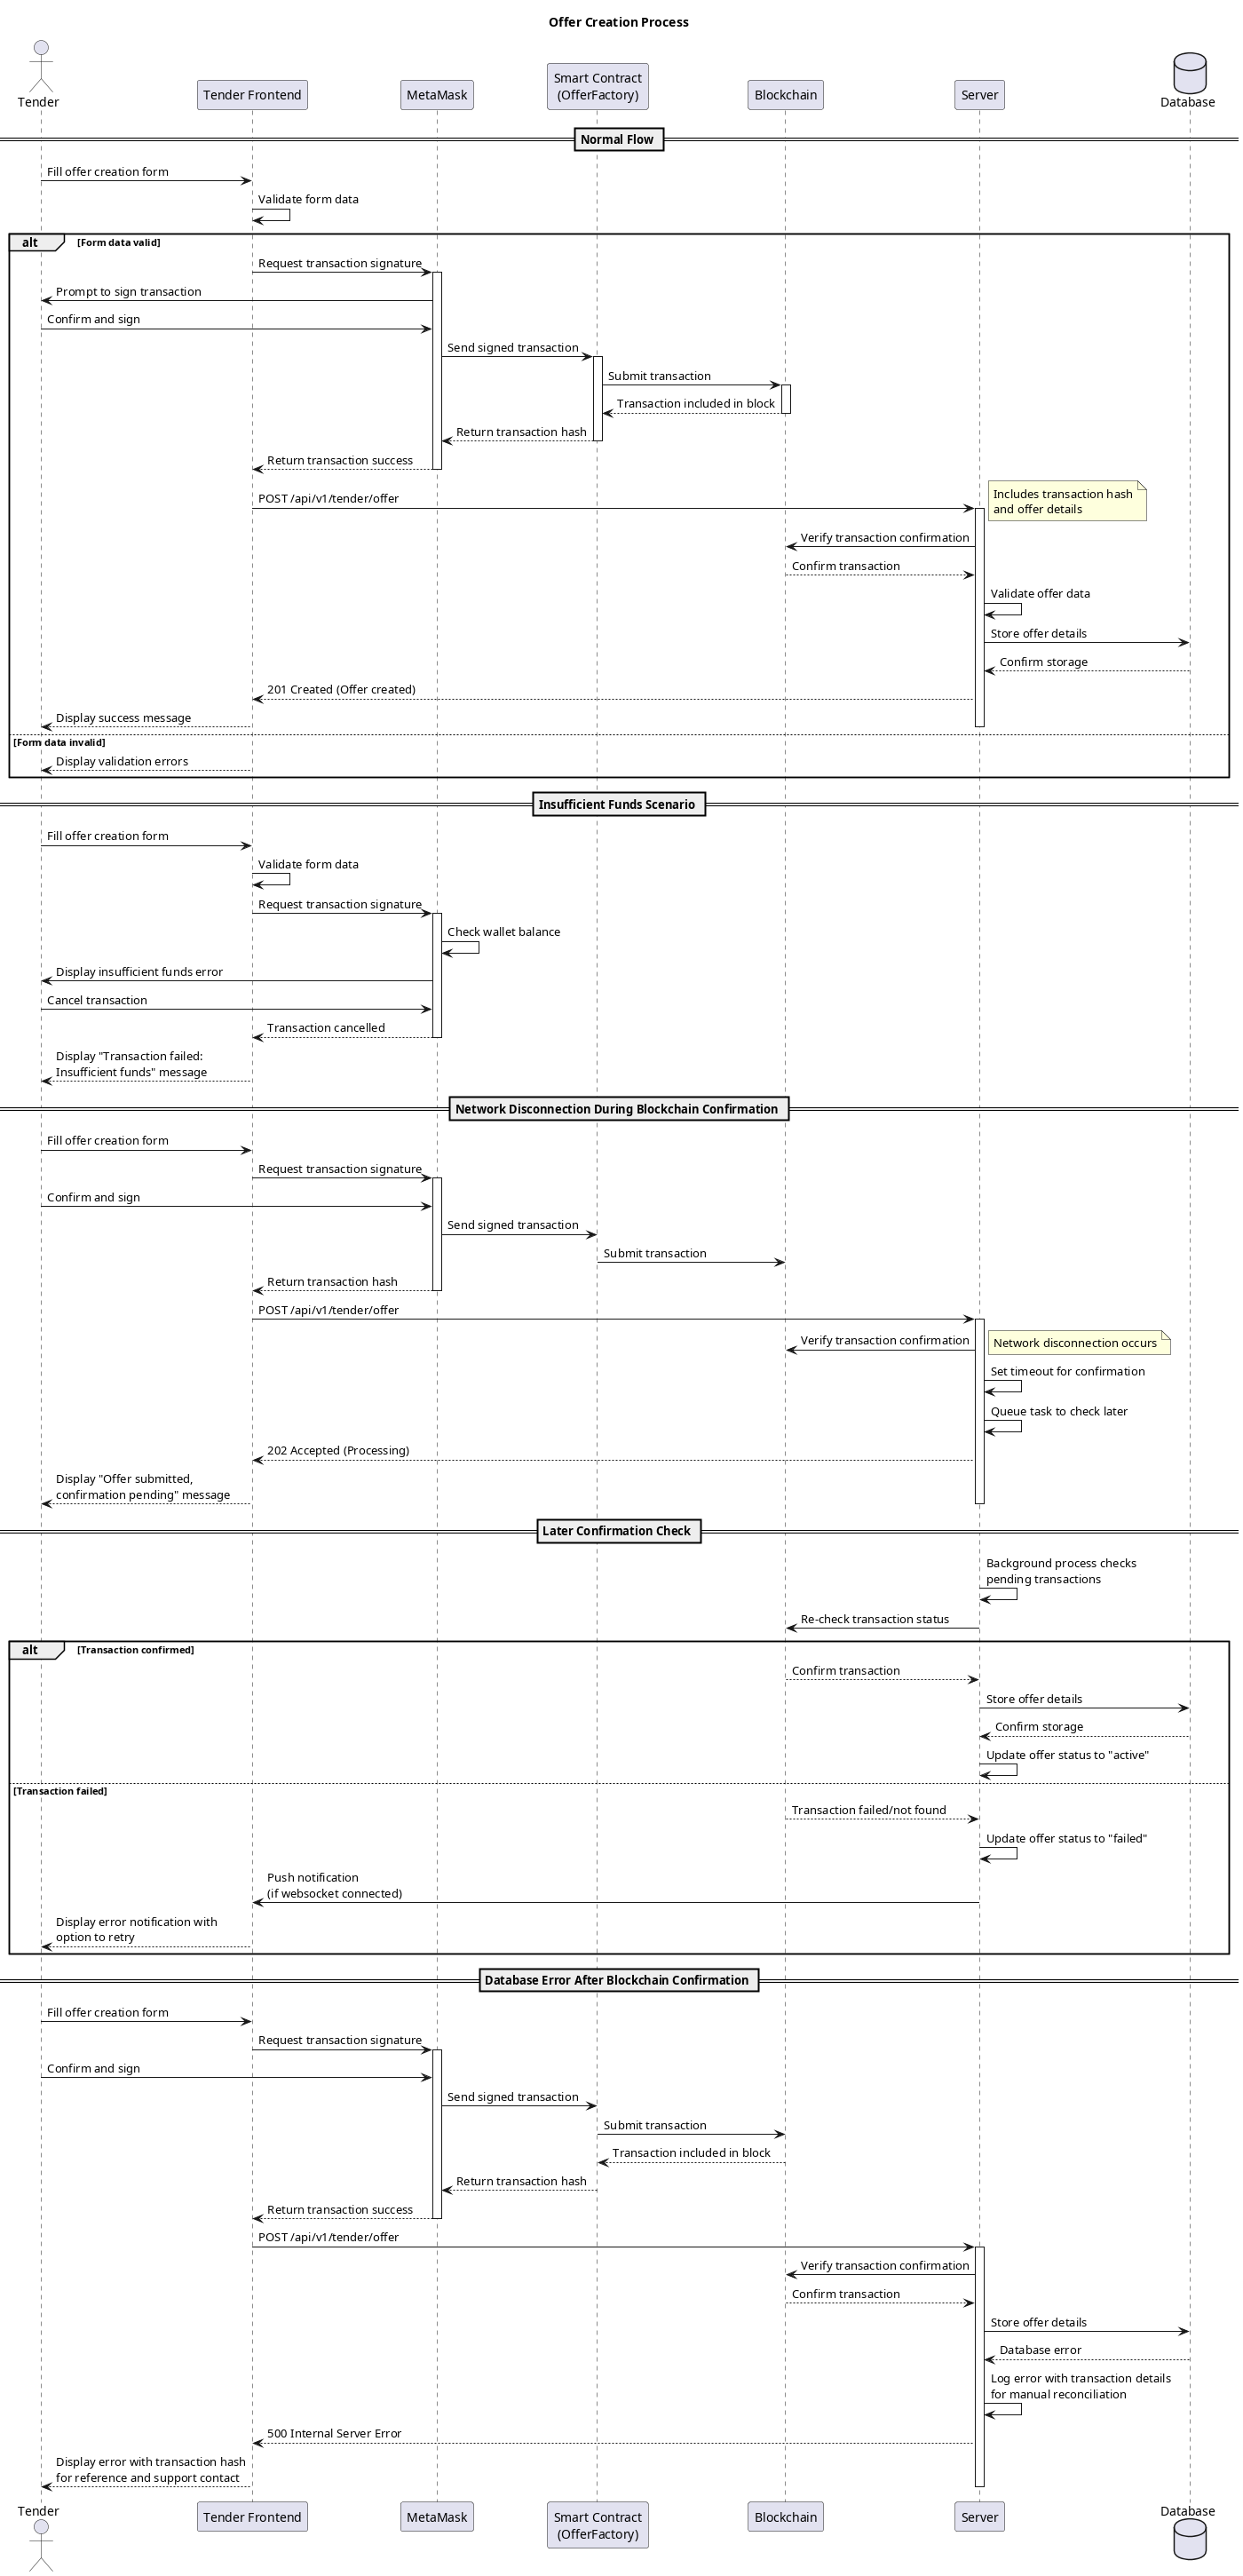 Offer Creation Process
Tender
Tender Frontend
MetaMask
Smart Contract
(OfferFactory)
Blockchain
Server
Database
Normal Flow
Fill offer creation form
Validate form data
alt
[Form data valid]
Request transaction signature
Prompt to sign transaction
Confirm and sign
Send signed transaction
Submit transaction
Transaction included in block
Return transaction hash
Return transaction success
POST /api/v1/tender/offer
Includes transaction hash
and offer details
Verify transaction confirmation
Confirm transaction
Validate offer data
Store offer details
Confirm storage
201 Created (Offer created)
Display success message
[Form data invalid]
Display validation errors
Insufficient Funds Scenario
Fill offer creation form
Validate form data
Request transaction signature
Check wallet balance
Display insufficient funds error
Cancel transaction
Transaction cancelled
Display "Transaction failed:
Insufficient funds" message
Network Disconnection During Blockchain Confirmation
Fill offer creation form
Request transaction signature
Confirm and sign
Send signed transaction
Submit transaction
Return transaction hash
POST /api/v1/tender/offer
Verify transaction confirmation
Network disconnection occurs
Set timeout for confirmation
Queue task to check later
202 Accepted (Processing)
Display "Offer submitted,
confirmation pending" message
Later Confirmation Check
Background process checks
pending transactions
Re-check transaction status
alt
[Transaction confirmed]
Confirm transaction
Store offer details
Confirm storage
Update offer status to "active"
[Transaction failed]
Transaction failed/not found
Update offer status to "failed"
Push notification
(if websocket connected)
Display error notification with
option to retry
Database Error After Blockchain Confirmation
Fill offer creation form
Request transaction signature
Confirm and sign
Send signed transaction
Submit transaction
Transaction included in block
Return transaction hash
Return transaction success
POST /api/v1/tender/offer
Verify transaction confirmation
Confirm transaction
Store offer details
Database error
Log error with transaction details
for manual reconciliation
500 Internal Server Error
Display error with transaction hash
for reference and support contact
Tender
Tender Frontend
MetaMask
Smart Contract
(OfferFactory)
Blockchain
Server
Database